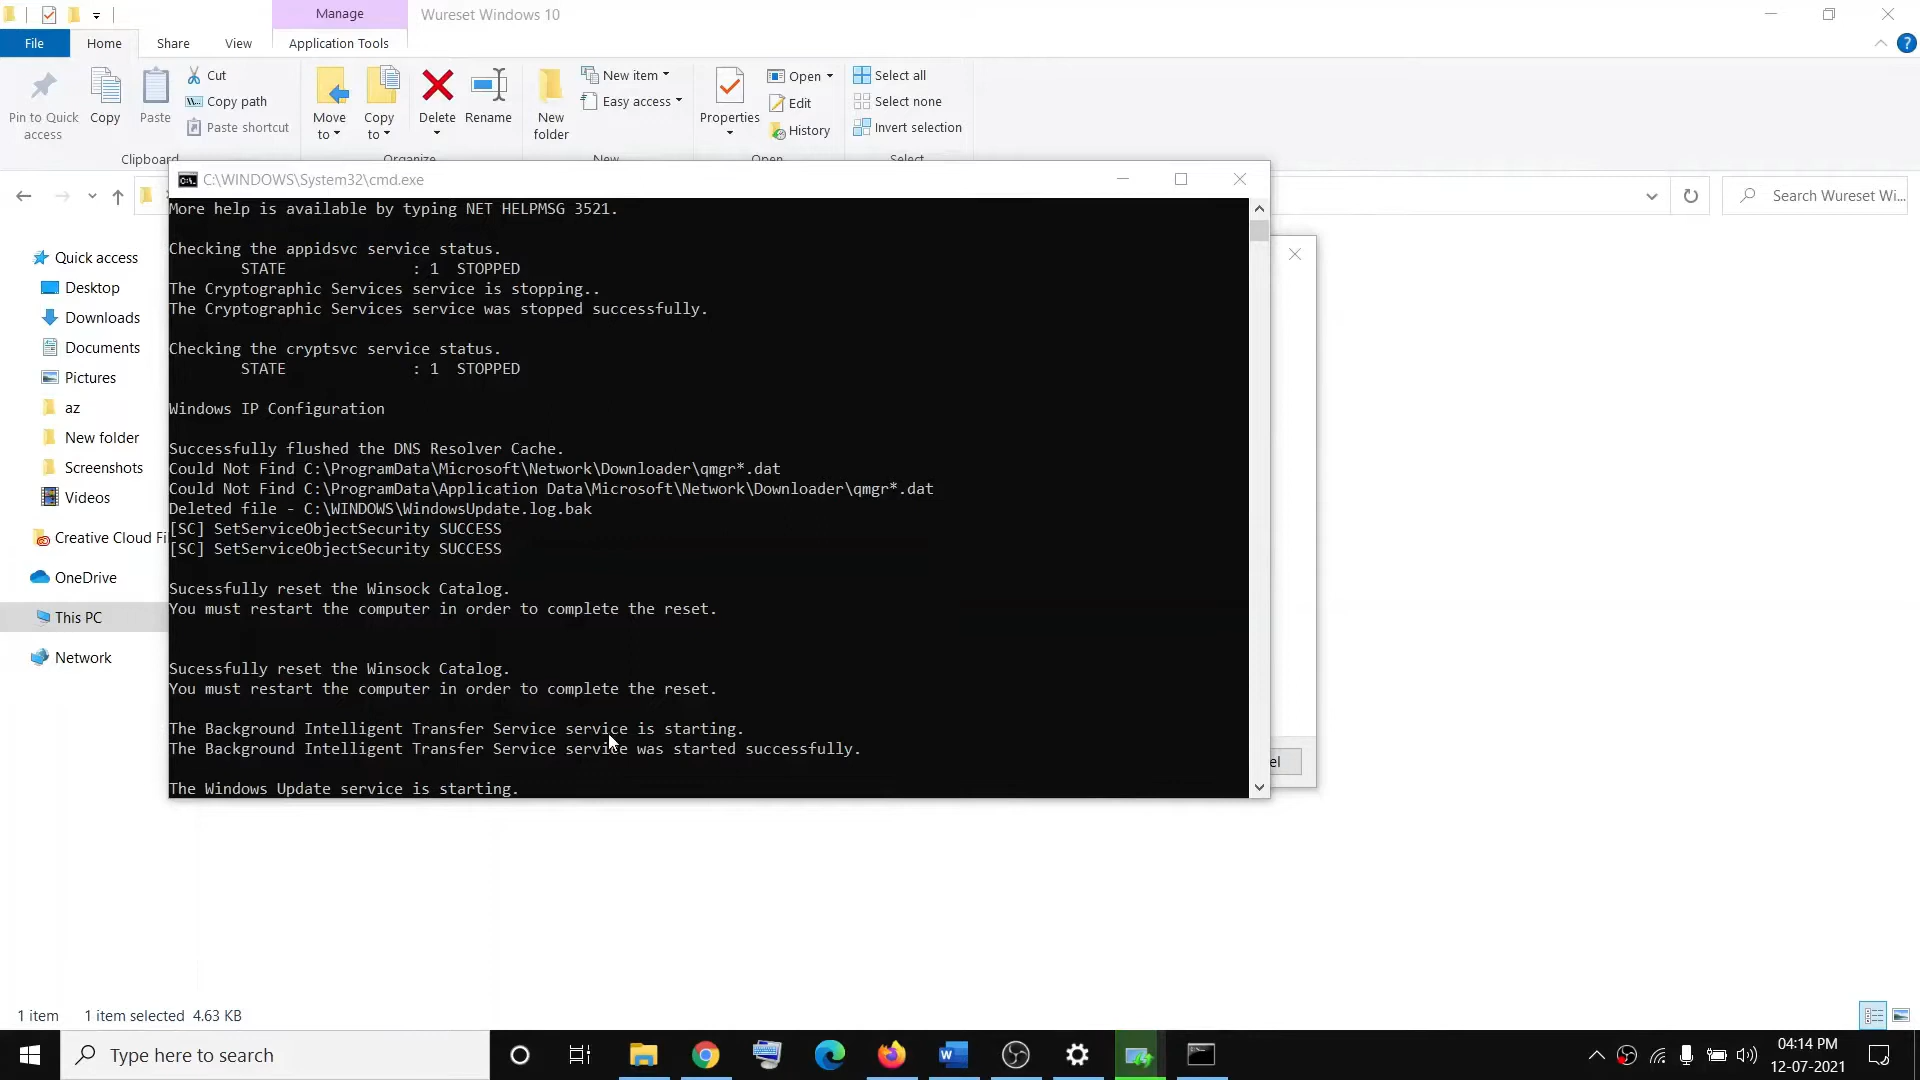 Manage
Wureset Windows 10
File
Home
Share
View
Application Tools
Pin to Quick access
Copy
Paste
Cut
Copy path
Paste shortcut
Clipboard
Move to
Copy to
Delete
Rename
Organize
New folder
New item
Easy access
New
Properties
Open
Edit
History
Open
Select all
Select none
Invert selection
Select
Search Wureset Wi...
C:\WINDOWS\System32\cmd.exe
More help is available by typing NET HELPMSG 3521.
Checking the appidsvc service status.
STATE : 1 STOPPED
The Cryptographic Services service is stopping..
The Cryptographic Services service was stopped successfully.
Checking the cryptsvc service status.
STATE : 1 STOPPED
Windows IP Configuration
Successfully flushed the DNS Resolver Cache.
Could Not Find C:\ProgramData\Microsoft\Network\Downloader\qmgr*.dat
Could Not Find C:\ProgramData\Application Data\Microsoft\Network\Downloader\qmgr*.dat
Deleted file - C:\WINDOWS\WindowsUpdate.log.bak
[SC] SetServiceObjectSecurity SUCCESS
[SC] SetServiceObjectSecurity SUCCESS
Sucessfully reset the Winsock Catalog.
You must restart the computer in order to complete the reset.
Sucessfully reset the Winsock Catalog.
You must restart the computer in order to complete the reset.
The Background Intelligent Transfer Service service is starting.
The Background Intelligent Transfer Service service was started successfully.
The Windows Update service is starting.
Quick access
Desktop
Downloads
Documents
Pictures
az
New folder
Screenshots
Videos
Creative Cloud Fi
OneDrive
This PC
Network
el
1 item
1 item selected 4.63 KB
Type here to search
04:14 PM
12-07-2021